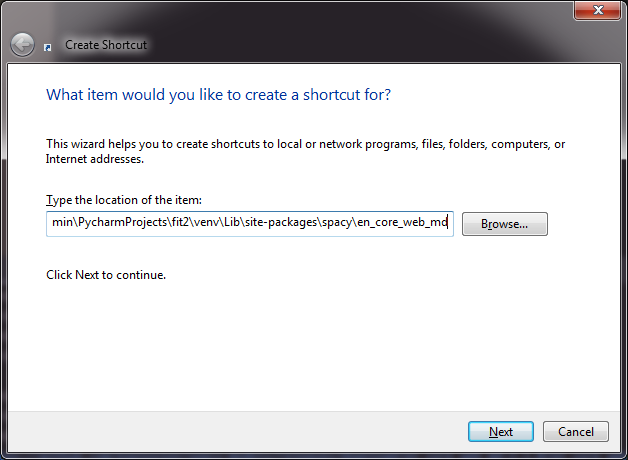 Create Shortcut
What item would you like to create a shortcut for?
This wizard helps you to create shortcuts to local or network programs, files, folders, computers, or
Internet addresses.
Type the location of the item:
min\PycharmProjects\fit2\venv\Lib\site-packages\spacy\en_core_web_md
Browse...
Click Next to continue.
Next
Cancel